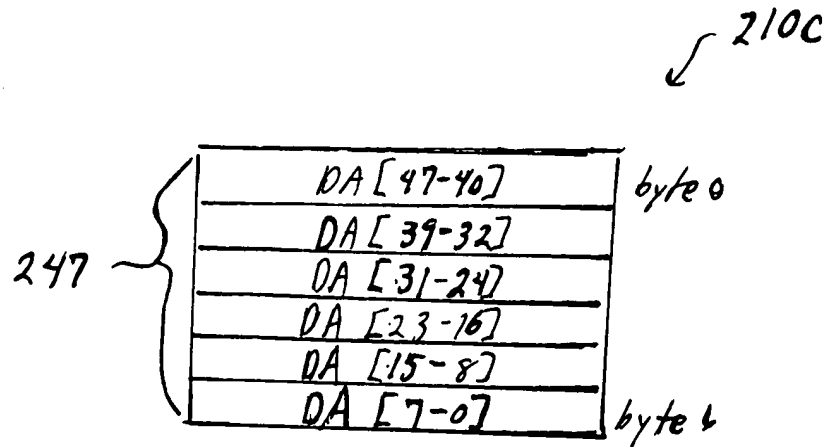 210C
DA [47-40] byte 0
DA [39-32]
247
DA [31-24]
DA [23-16]
DA [15-8]
DA [7-0]
byte 6